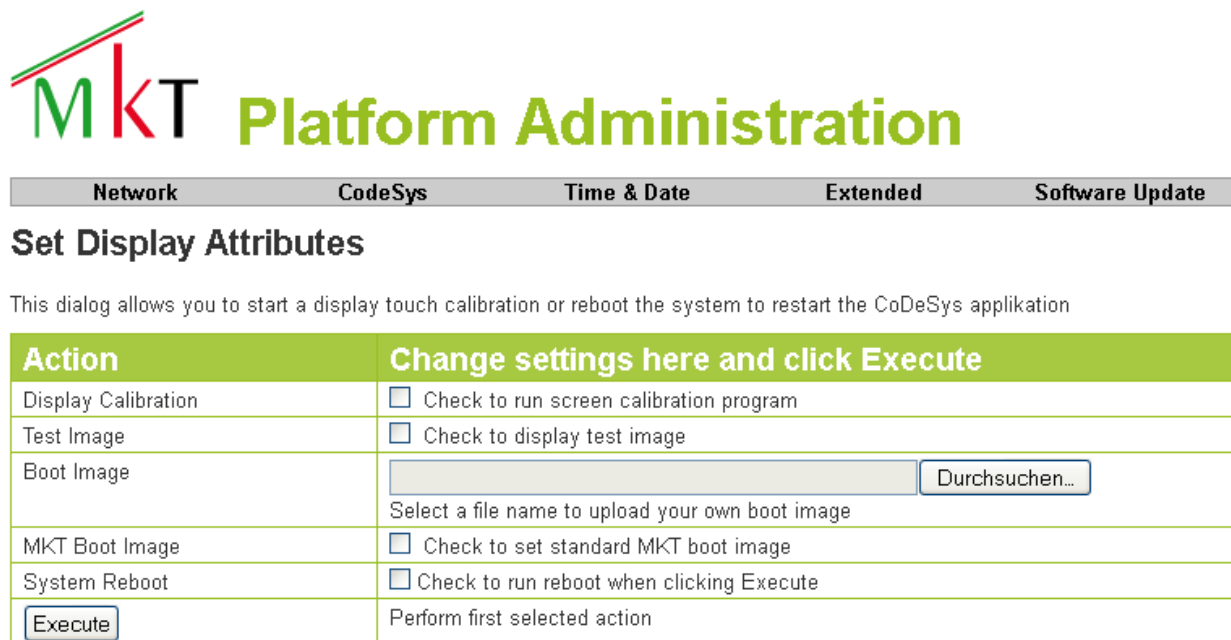 MKT Platform Administration
Network CodeSys Time & Date Extended Software Update
Set Display Attributes
This dialog allows you to start a display touch calibration or reboot the system to restart the CoDeSys applikation
Action Change settings here and click Execute
Display Calibration Check to run screen calibration program
Test Image Check to display test image
Boot Image Durchsuchen...
Select a file name to upload your own boot image
MKT Boot Image Check to set standard MKT boot image
System Reboot Check to run reboot when clicking Execute
Execute Perform first selected action